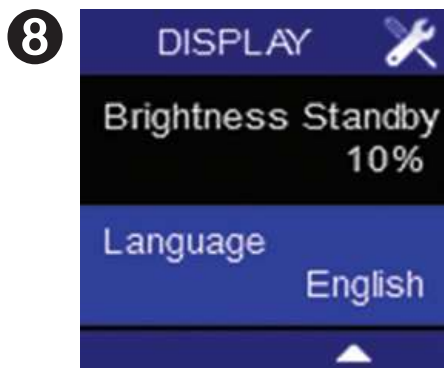 8
DISPLAY
Brightness Standby
10%
Language
English